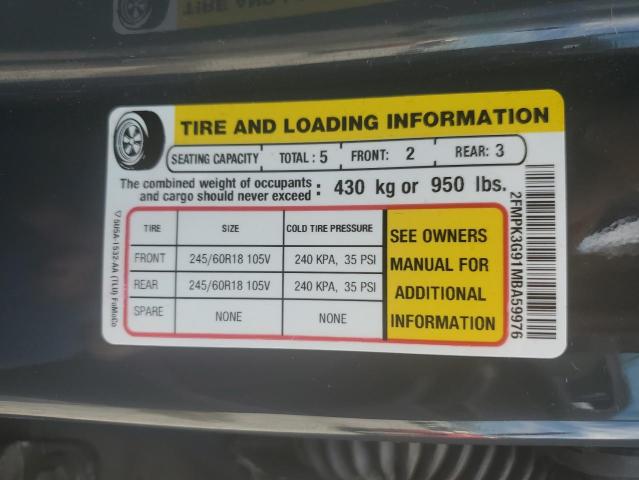 TIRE AND LOADING INFORMATION
SEATING CAPACITY TOTAL : 5 FRONT: 2 REAR: 3
The combined weight of occupants and cargo should never exceed : 430 kg or 950 lbs.
TIRE SIZE COLD TIRE PRESSURE
FRONT 245/60R18 105V 240 KPA, 35 PSI
REAR 245/60R18 105V 240 KPA, 35 PSI
SPARE NONE NONE
SEE OWNERS
MANUAL FOR
ADDITIONAL
INFORMATION
2FMPK3G91MBA59976